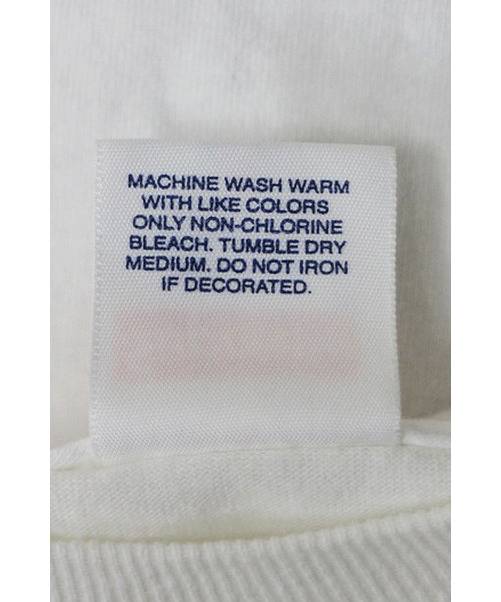 MACHINE WASH WARM
WITH LIKE COLORS
ONLY NON-CHLORINE
BLEACH. TUMBLE DRY
MEDIUM. DO NOT IRON
IF DECORATED.